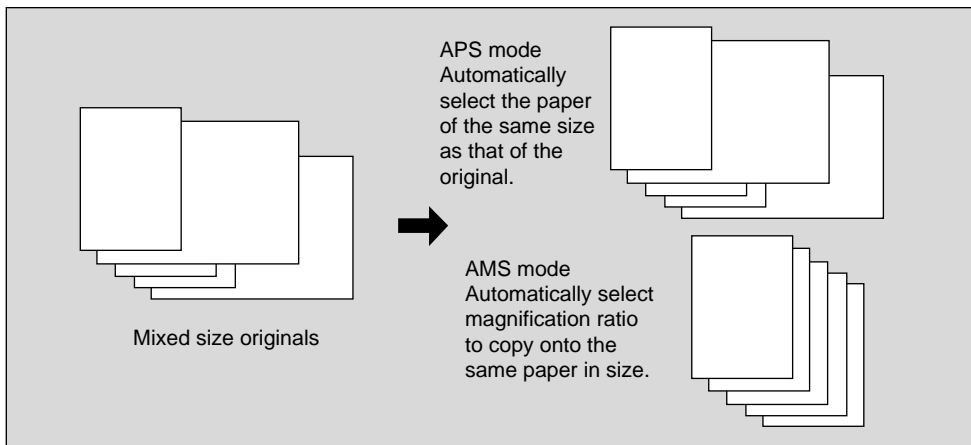 Mixed size originals
APS mode
Automatically
select the paper
of the same size
as that of the
original.
AMS mode
Automatically select
magnification ratio
to copy onto the
same paper in size.